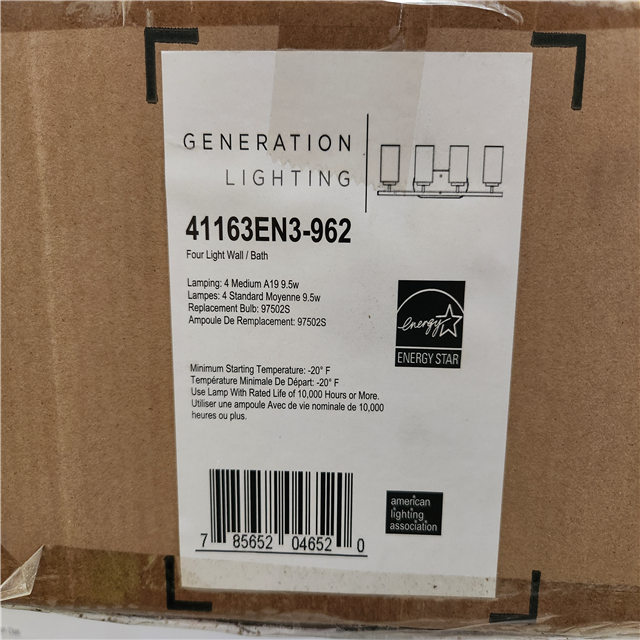 GENERATION
LIGHTING
41163EN3-962
Four Light Wall / Bath
Lamping: 4 Medium A19 9.5w
Lampes: 4 Standard Moyenne 9.5w
Replacement Bulb: 97502S
Ampoule De Remplacement: 97502S
energy
ENERGY STAR
Minimum Starting Temperature: -20° F
Température Minimale De Départ: -20° F
Use Lamp With Rated Life of 10,000 Hours or More.
Utiliser une ampoule Avec de vie nominale de 10,000
heures ou plus.
american
lighting
association
7 85652 04652 0